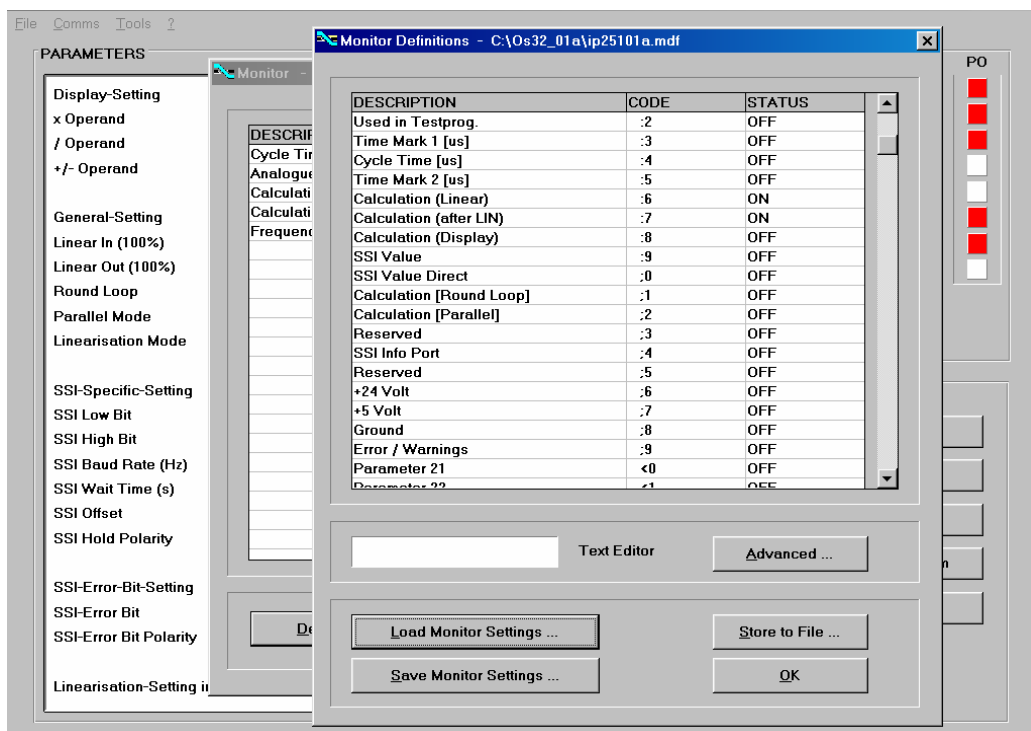 File Comms Tools ?
PARAMETERS
Display-Setting
x Operand
/ Operand
+/- Operand
General-Setting
Linear In (100%)
Linear Out (100%)
Round Loop
Parallel Mode
Linearisation Mode
SSI-Specific-Setting
SSI Low Bit
SSI High Bit
SSI Baud Rate (Hz)
SSI Wait Time (s)
SSI Offset
SSI Hold Polarity
SSI-Error-Bit-Setting
SSI-Error Bit
SSI-Error Bit Polarity
Linearisation-Setting
Monitor -
Cycle
Monitor Definitions - C:\Os32_01a\ip25101a.mdf
DESCRIPTION CODE STATUS
Used in Testprog. :2 OFF
Time Mark 1 [us] :3 OFF
Cycle Time [us] :4 OFF
Time Mark 2 [us] :5 OFF
Calculation (Linear) :6 ON
Calculation (after LIN) :7 ON
Calculation (Display) :8 OFF
SSI Value :9 OFF
SSI Value Direct ;0 OFF
Calculation [Round Loop] ;1 OFF
Calculation [Parallel] ;2 OFF
Reserved ;3 OFF
SSI Info Port ;4 OFF
Reserved ;5 OFF
+24 Volt ;6 OFF
+5 Volt ;7 OFF
Ground ;8 OFF
Error / Warnings ;9 OFF
Parameter 21 <0 OFF
Parameter 22 <1 OFF
Text Editor
Advanced ...
Load Monitor Settings ...
Store to File ...
Save Monitor Settings ...
OK
PO